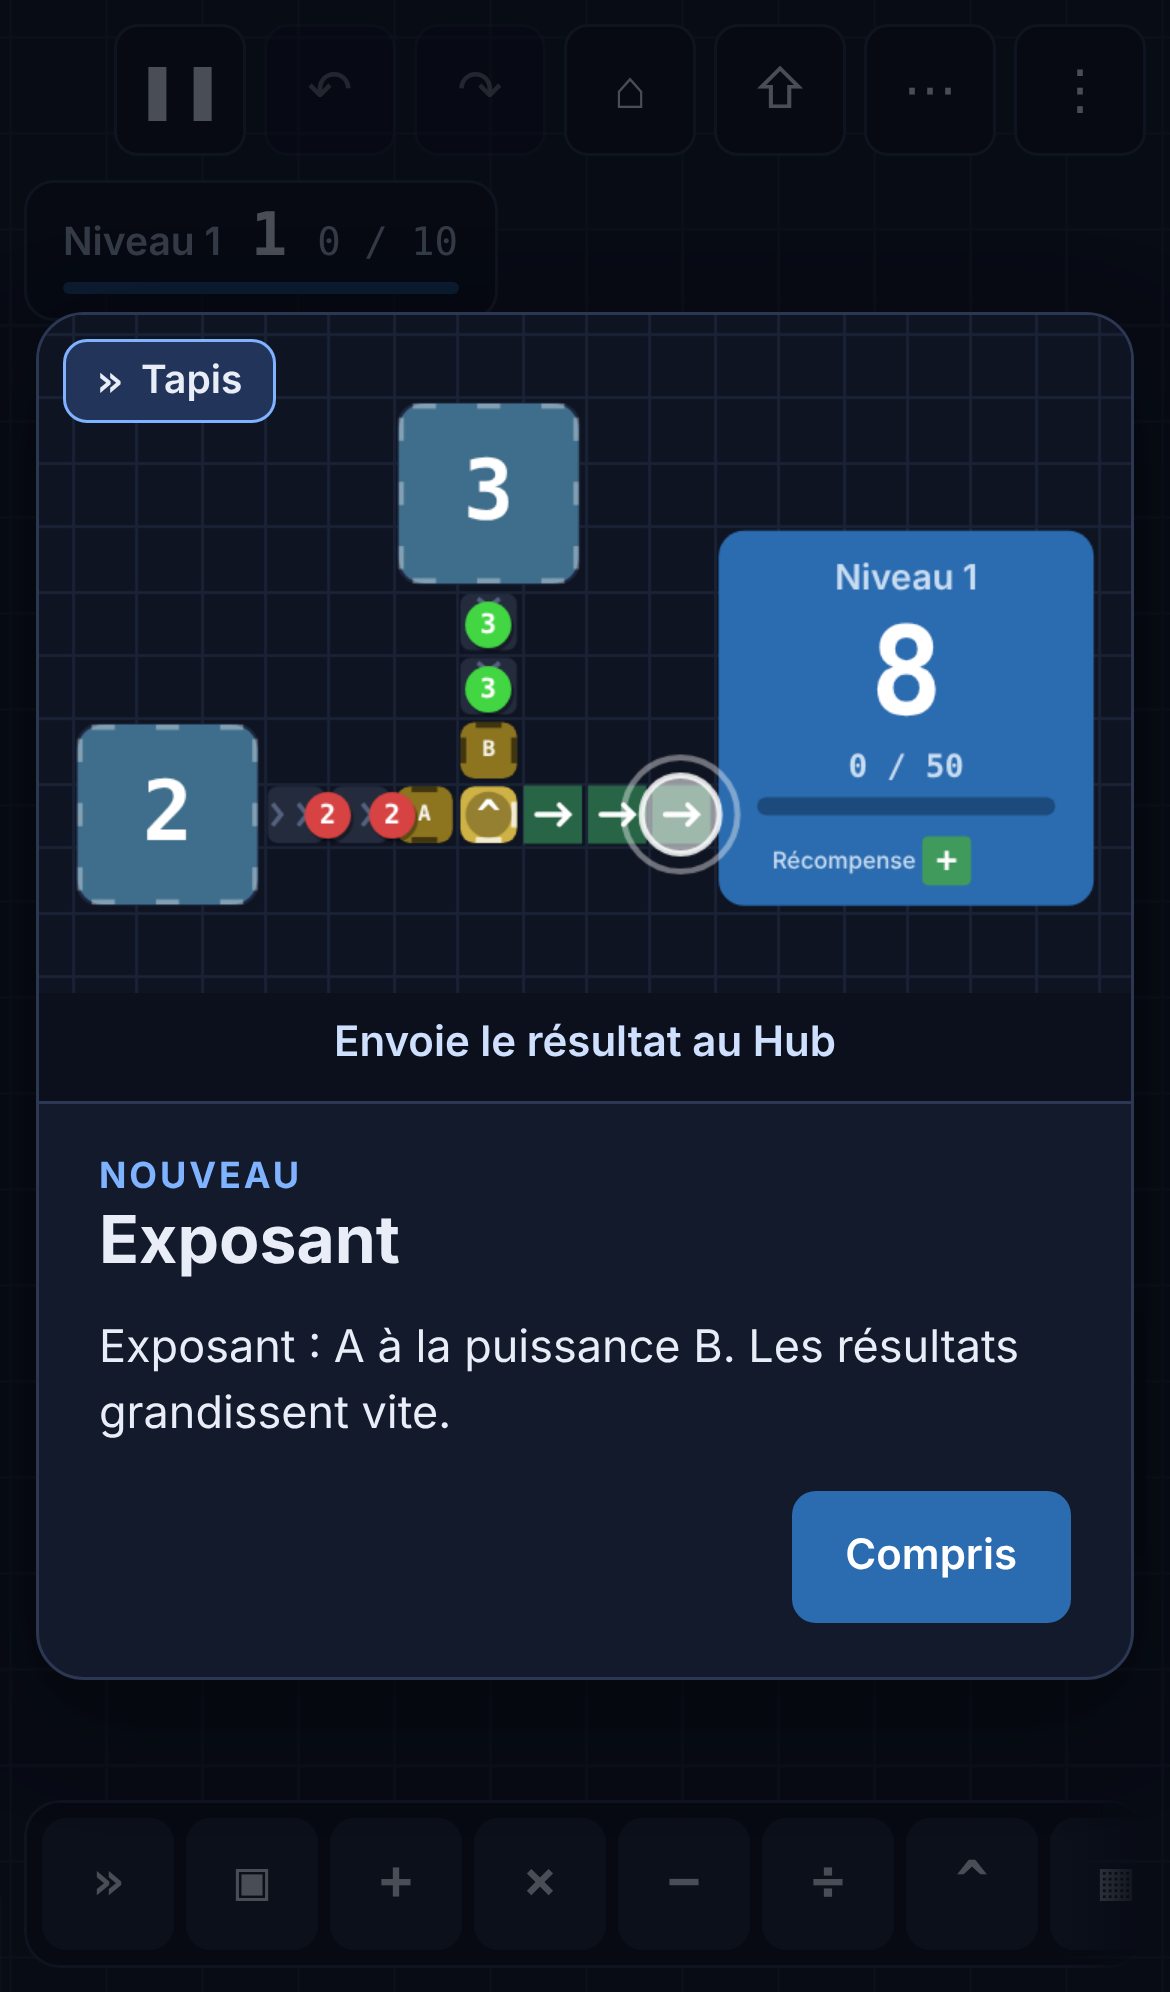 Niveau 1 1 0 / 10
» Tapis
3
Niveau 1
8
3
3
B
0 / 50
2
2 2 A ^ → → →
Récompense +
Envoie le résultat au Hub
NOUVEAU
Exposant
Exposant : A à la puissance B. Les résultats
grandissent vite.
Compris
» + × − ÷ ^